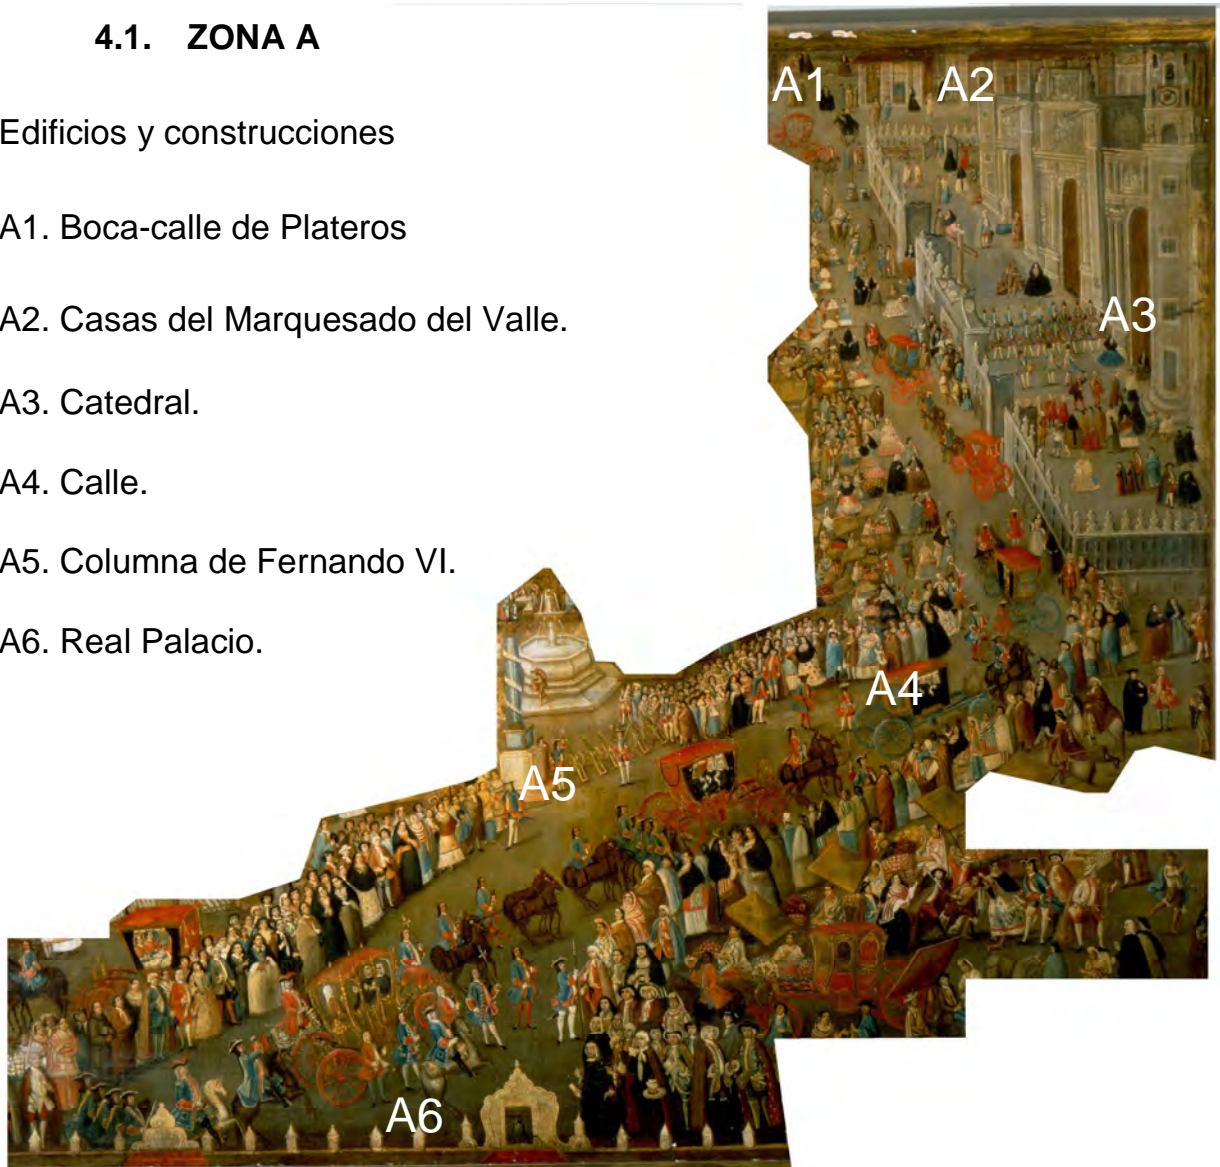 4.1. ZONA A
Edificios y construcciones
A1. Boca-calle de Plateros
A2. Casas del Marquesado del Valle.
A3. Catedral.
A4. Calle.
A5. Columna de Fernando VI.
A6. Real Palacio.
A1
A2
A3
A4
A5
A6